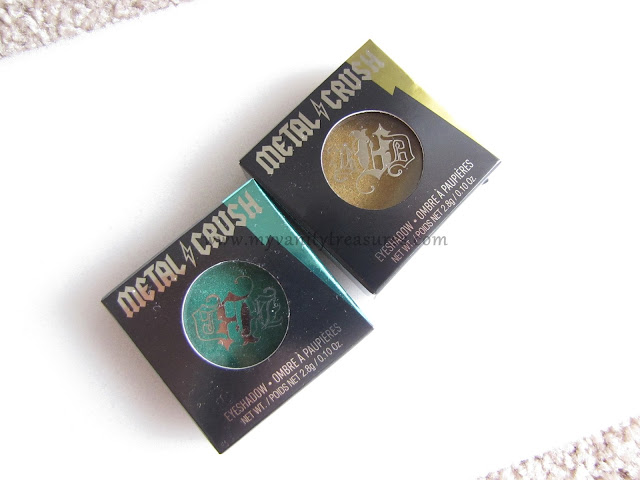 METAL CRUSH
EYESHADOW • OMBRE À PAUPIÈRES
NET WT. / POIDS NET 2.8g / 0.10 Oz.
www.myvanitytreasures.com
METAL CRUSH
EYESHADOW • OMBRE À PAUPIÈRES
NET WT. / POIDS NET 2.8g / 0.10 Oz.